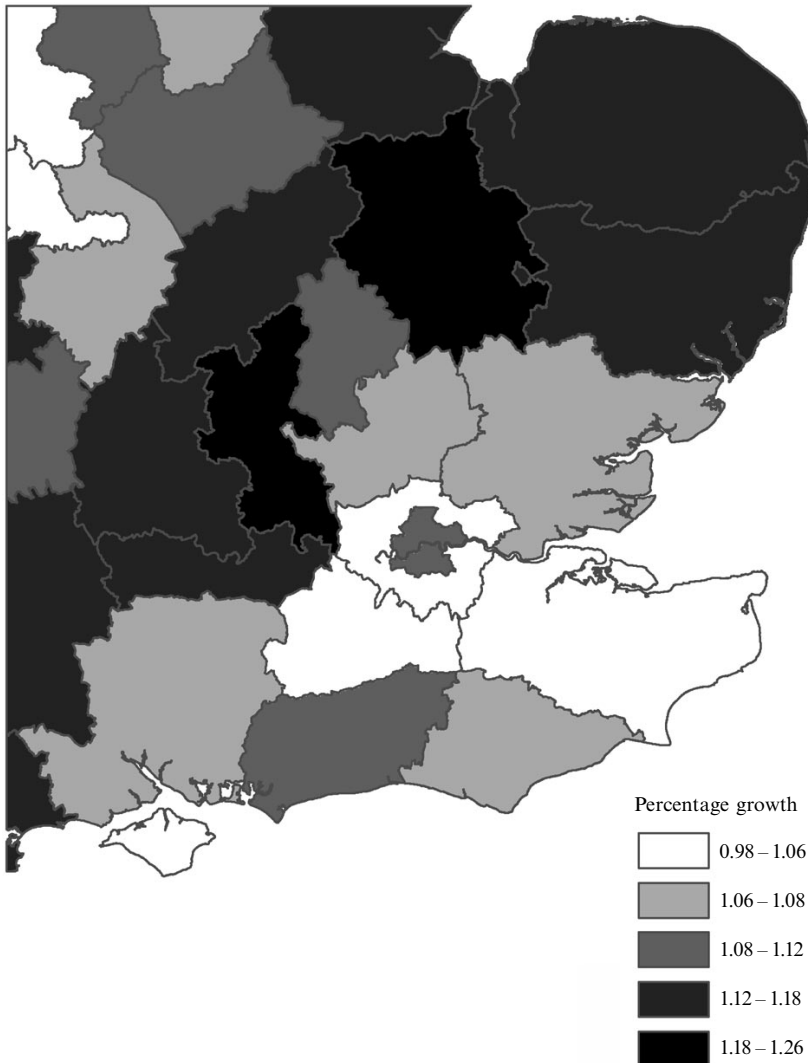 Percentage growth
0.98 – 1.06
1.06 – 1.08
1.08 – 1.12
1.12 – 1.18
1.18 – 1.26